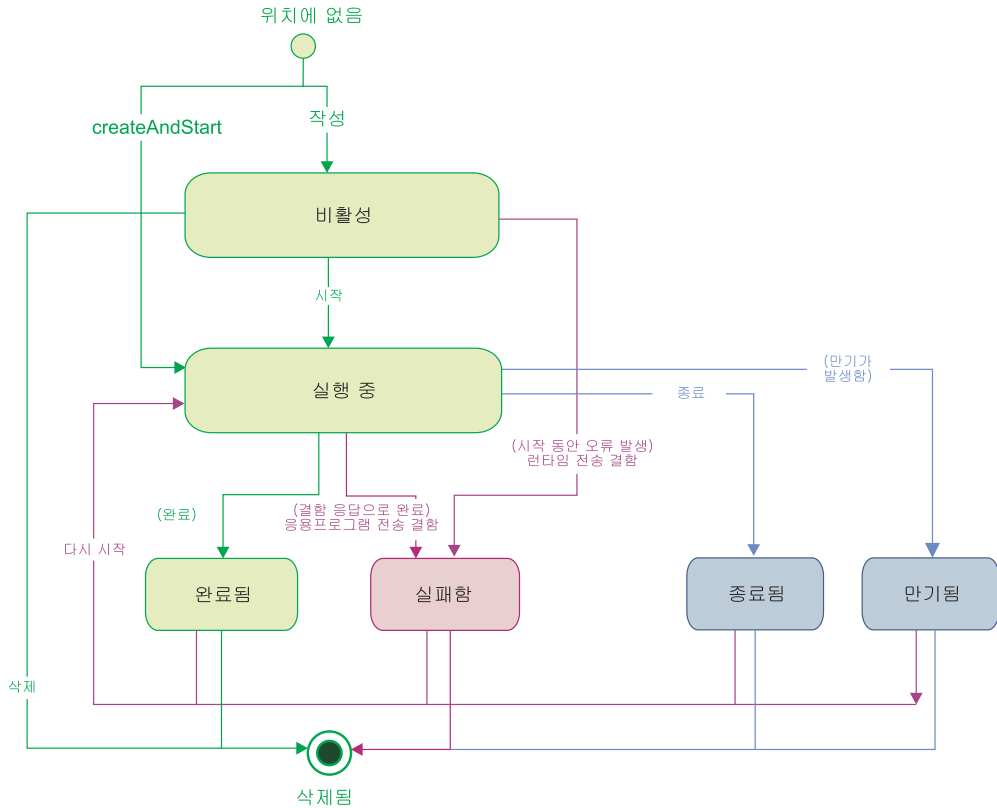 위치에 없음
작성
createAndStart
비활성
시작
(만기가
발생함)
실행 중
종료
(시작 동안 오류 발생)
런타임 전송 결함
(완료)
(결함 응답으로 완료)
응용프로그램 전송 결함
다시 시작
완료됨
실패함
종료됨
만기됨
삭제
삭제됨